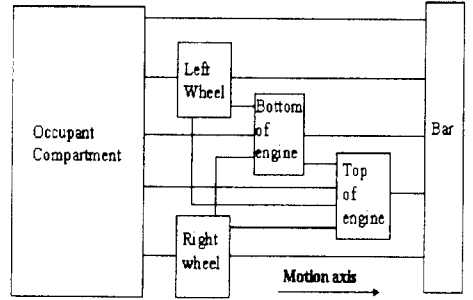 Left
Wheel
Bottom
of
engine
Occupant
Compartment
Bar
Top
of
engine
Right
wheel
Motion axis